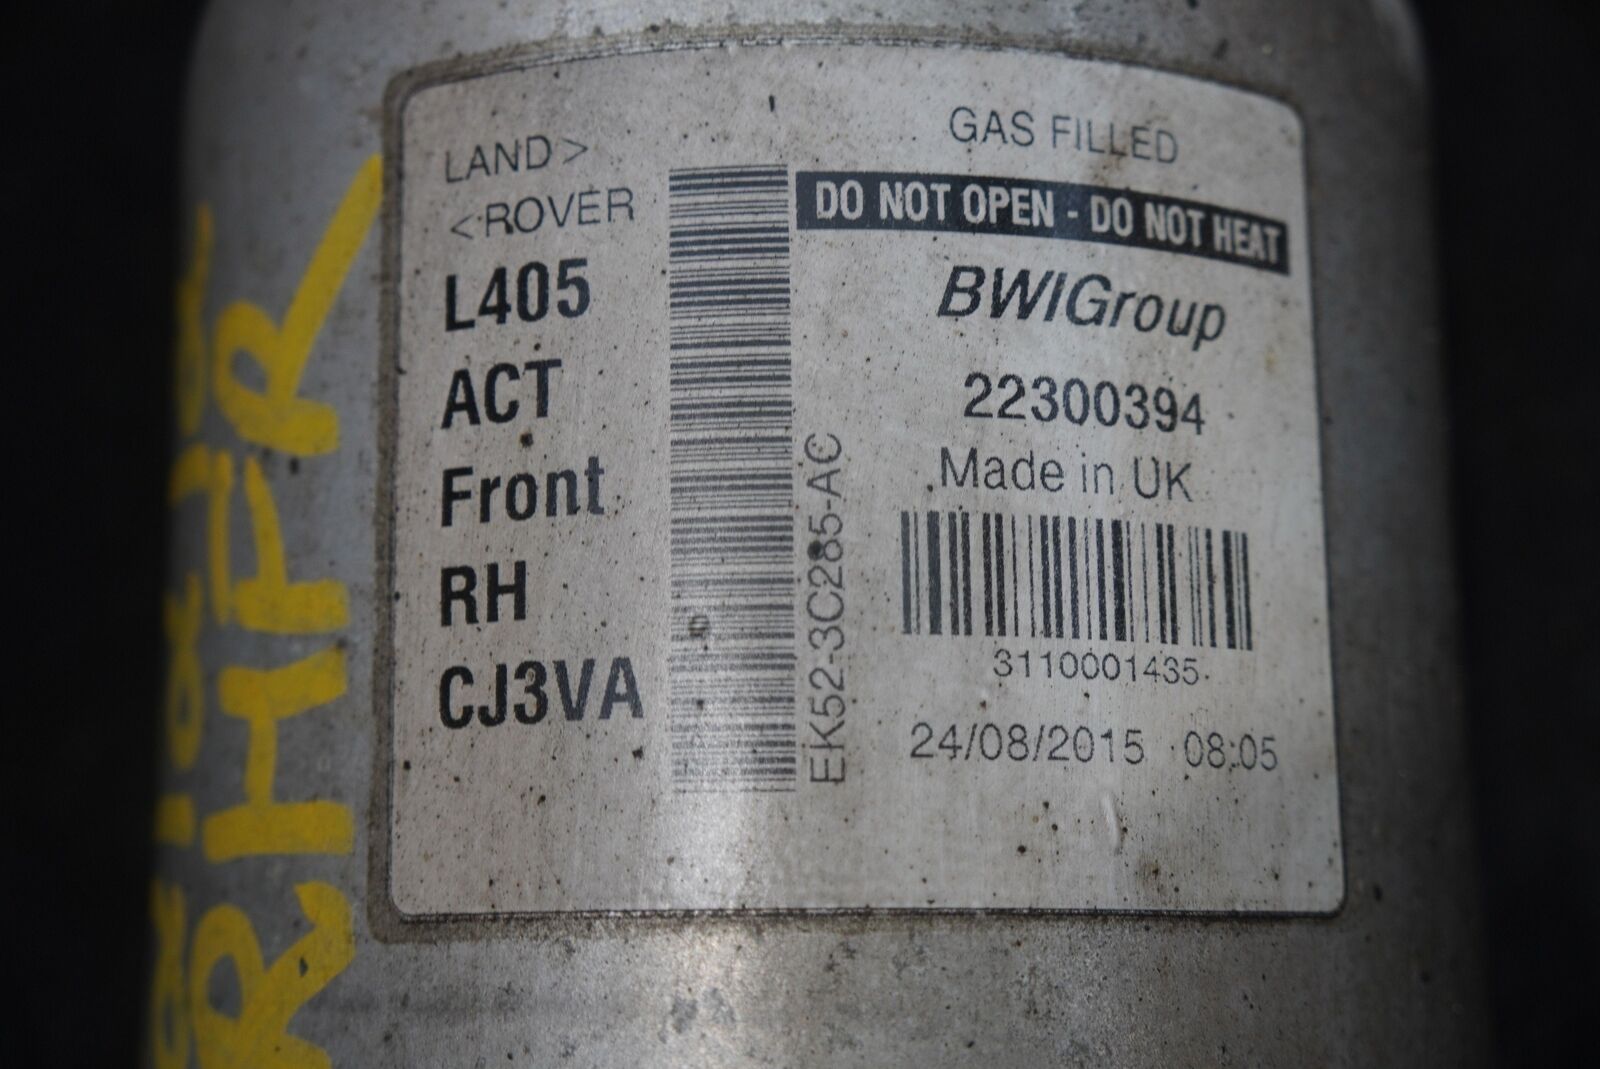 LAND>
<ROVER
L405
ACT
Front
RH
CJ3VA
EK52-3C285-AC
GAS FILLED
DO NOT OPEN - DO NOT HEAT
BWIGroup
22300394
Made in UK
3110001435
24/08/2015 08:05
RHPR